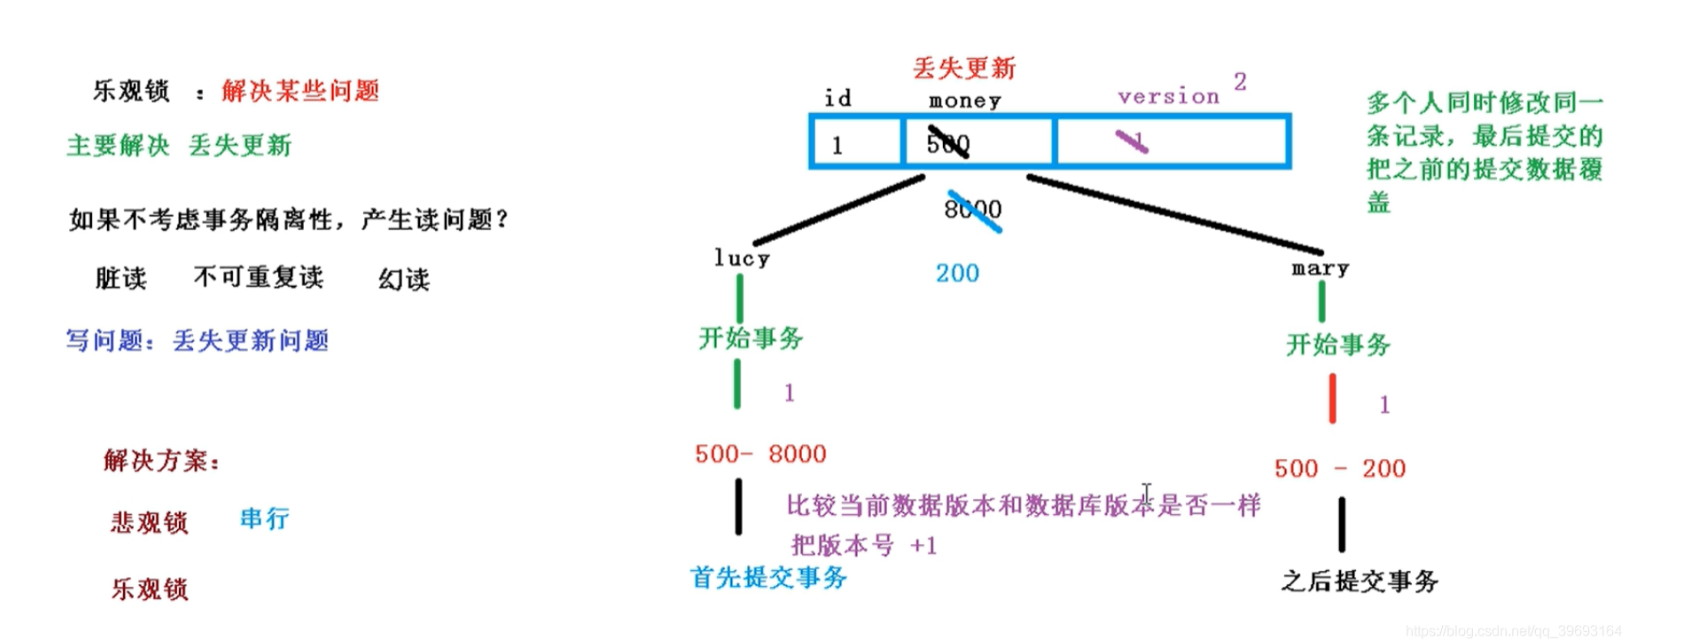 乐观锁 ：解决某些问题
主要解决 丢失更新
如果不考虑事务隔离性，产生读问题？
脏读 不可重复读 幻读
写问题：丢失更新问题
解决方案：
悲观锁 串行
乐观锁
丢失更新
id money version 2
1 500 1
8000
200
lucy
开始事务
1
500- 8000
比较当前数据版本和数据库版本是否一样
把版本号 +1
首先提交事务
mary
开始事务
1
500 - 200
之后提交事务
多个人同时修改同一
条记录，最后提交的
把之前的提交数据覆
盖
https://blog.csdn.net/qq_39693164